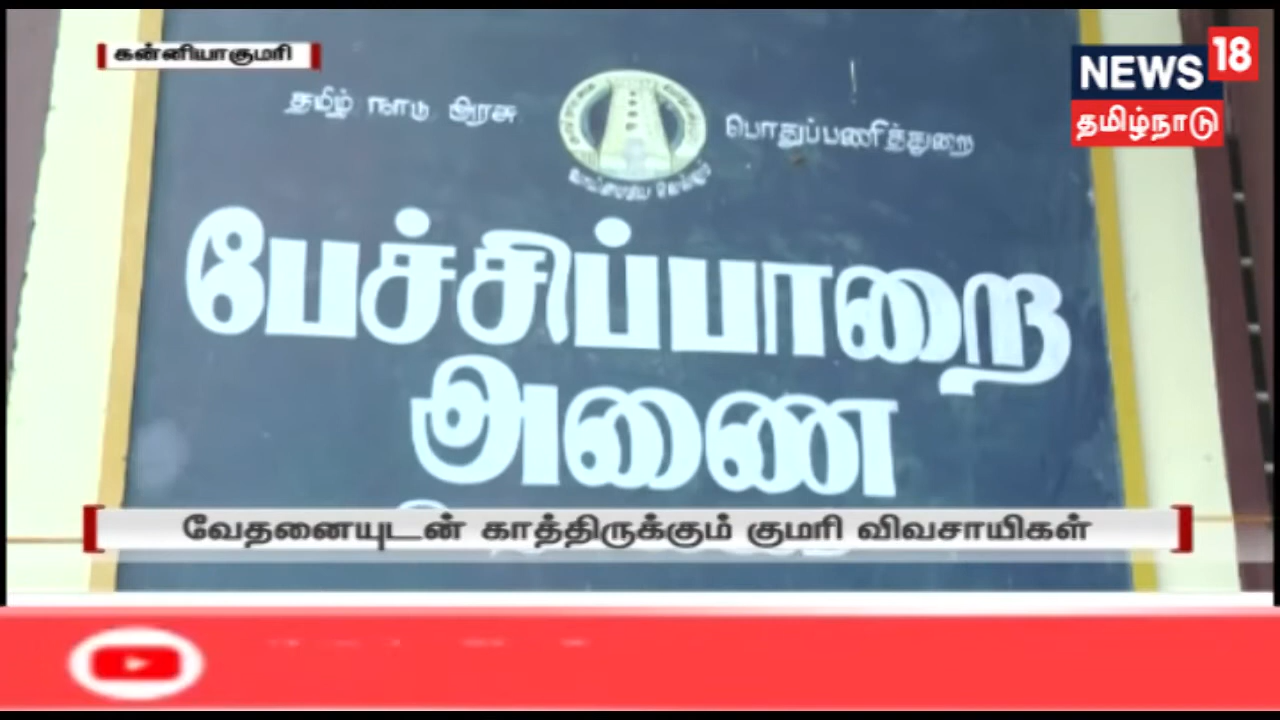 கன்னியாகுமரி
NEWS 18
தமிழ்நாடு
தமிழ் நாடு அரசு
பொதுப்பணித்துறை
பேச்சிப்பாறை
அணை
வேதனையுடன் காத்திருக்கும் குமரி விவசாயிகள்